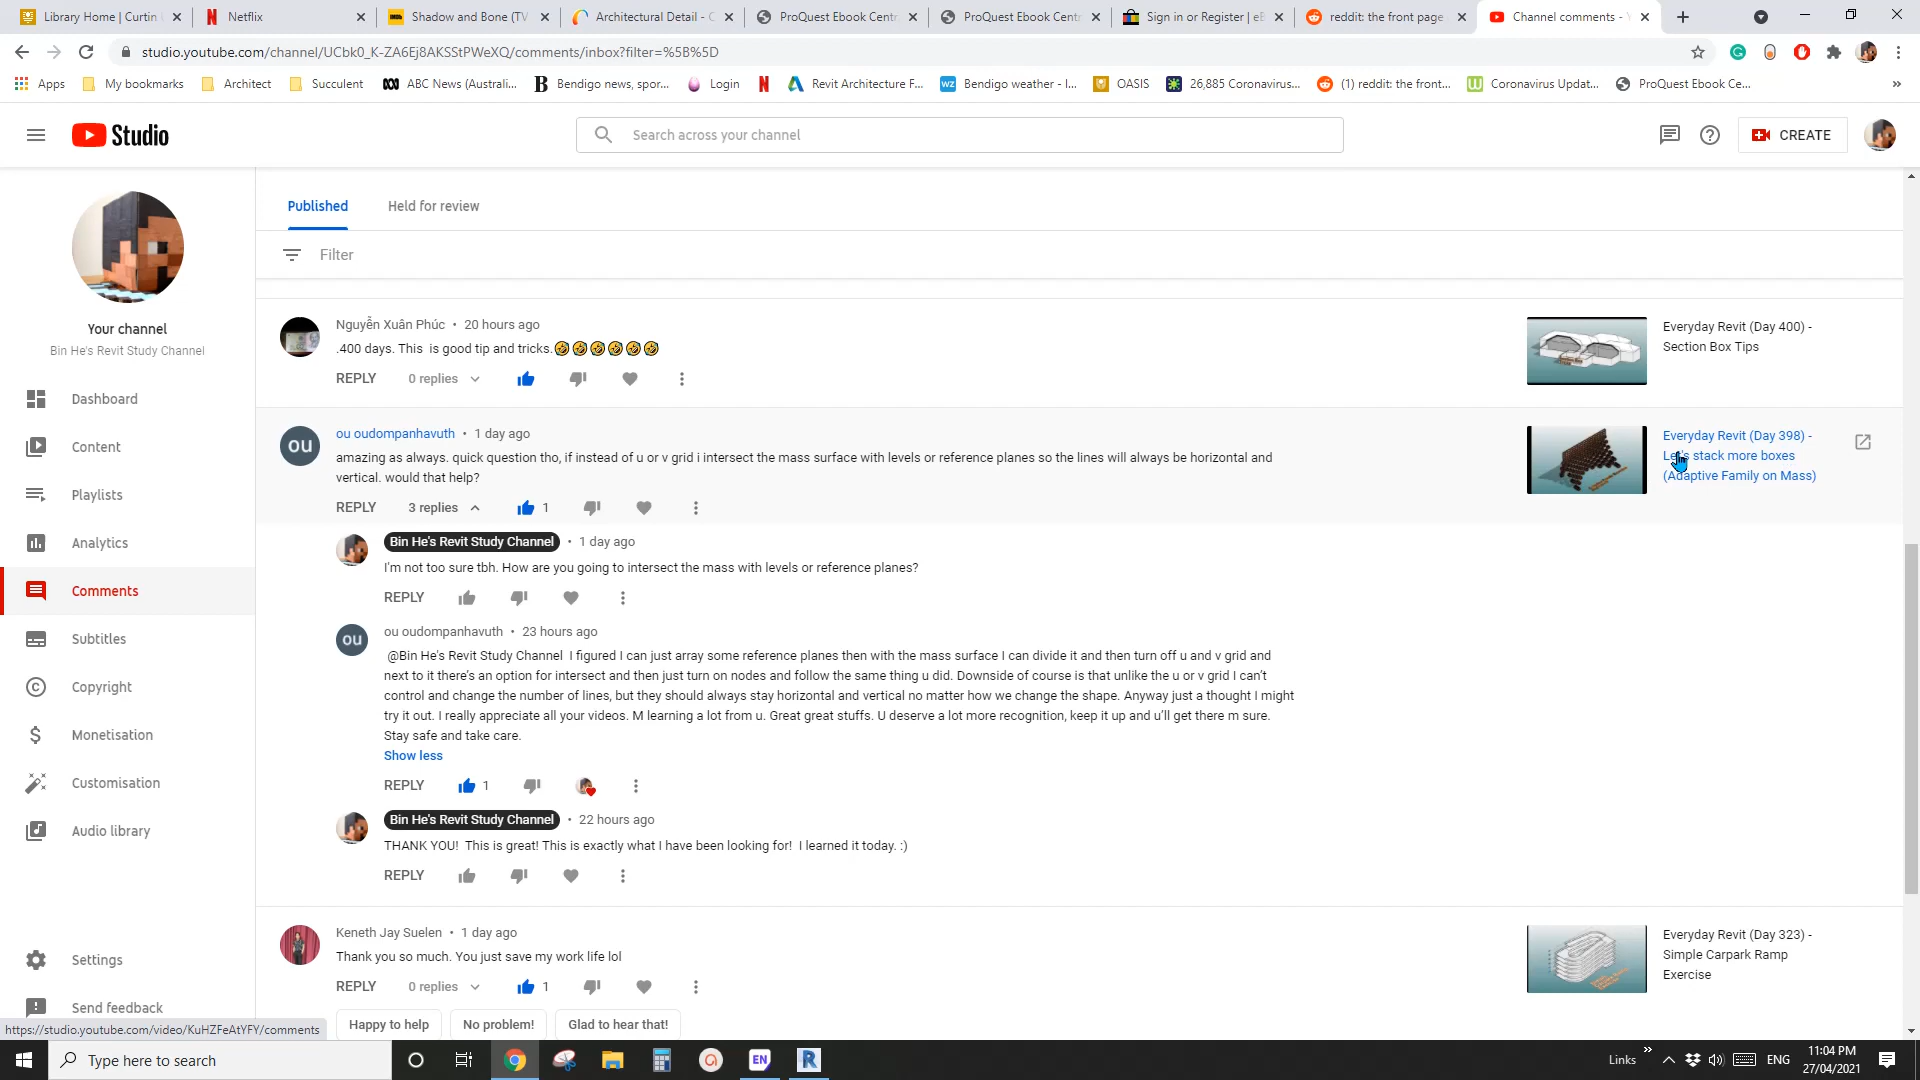 Library Home | Curtin
Netflix
Shadow and Bone (TV
Architectural Detail - C
ProQuest Ebook Centr
ProQuest Ebook Centr
Sign in or Register | eB
reddit: the front page
Channel comments - Y
studio.youtube.com/channel/UCbk0_K-ZA6Ej8AKSStPWeXQ/comments/inbox?filter=%5B%5D
Apps
My bookmarks
Architect
Succulent
ABC News (Australi...
Bendigo news, spor...
Login
Revit Architecture F...
Bendigo weather - I...
OASIS
26,885 Coronavirus...
(1) reddit: the front...
Coronavirus Updat...
ProQuest Ebook Ce...
Studio
Search across your channel
CREATE
Your channel
Bin He's Revit Study Channel
Dashboard
Content
Playlists
Analytics
Comments
Subtitles
Copyright
Monetisation
Customisation
Audio library
Settings
Send feedback
Published
Held for review
Filter
Nguyễn Xuân Phúc • 20 hours ago
.400 days. This is good tip and tricks.🤣🤣🤣🤣🤣🤣
REPLY 0 replies
Everyday Revit (Day 400) -
Section Box Tips
OU
ou oudompanhavuth • 1 day ago
amazing as always. quick question tho, if instead of u or v grid i intersect the mass surface with levels or reference planes so the lines will always be horizontal and
vertical. would that help?
REPLY 3 replies 1
Everyday Revit (Day 398) -
Let's stack more boxes
(Adaptive Family on Mass)
Bin He's Revit Study Channel • 1 day ago
I'm not too sure tbh. How are you going to intersect the mass with levels or reference planes?
REPLY
OU
ou oudompanhavuth • 23 hours ago
@Bin He's Revit Study Channel I figured I can just array some reference planes then with the mass surface I can divide it and then turn off u and v grid and
next to it there's an option for intersect and then just turn on nodes and follow the same thing u did. Downside of course is that unlike the u or v grid I can't
control and change the number of lines, but they should always stay horizontal and vertical no matter how we change the shape. Anyway just a thought I might
try it out. I really appreciate all your videos. M learning a lot from u. Great great stuffs. U deserve a lot more recognition, keep it up and u'll get there m sure.
Stay safe and take care.
Show less
REPLY 1
Bin He's Revit Study Channel • 22 hours ago
THANK YOU! This is great! This is exactly what I have been looking for! I learned it today. :)
REPLY
Keneth Jay Suelen • 1 day ago
Thank you so much. You just save my work life lol
REPLY 0 replies 1
Happy to help
No problem!
Glad to hear that!
Everyday Revit (Day 323) -
Simple Carpark Ramp
Exercise
https://studio.youtube.com/video/KuHZFeAtYFY/comments
Type here to search
EN
R
Links
ENG
11:04 PM
27/04/2021